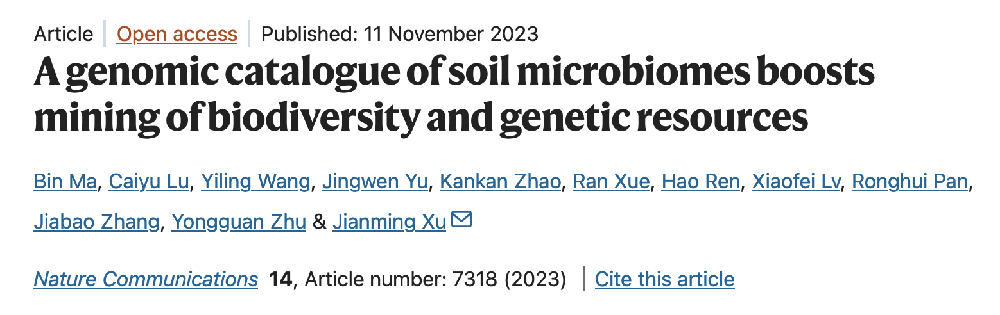 Article | Open access | Published: 11 November 2023
A genomic catalogue of soil microbiomes boosts
mining of biodiversity and genetic resources
Bin Ma, Caiyu Lu, Yiling Wang, Jingwen Yu, Kankan Zhao, Ran Xue, Hao Ren, Xiaofei Lv, Ronghui Pan,
Jiabao Zhang, Yongguan Zhu & Jianming Xu
Nature Communications 14, Article number: 7318 (2023) | Cite this article